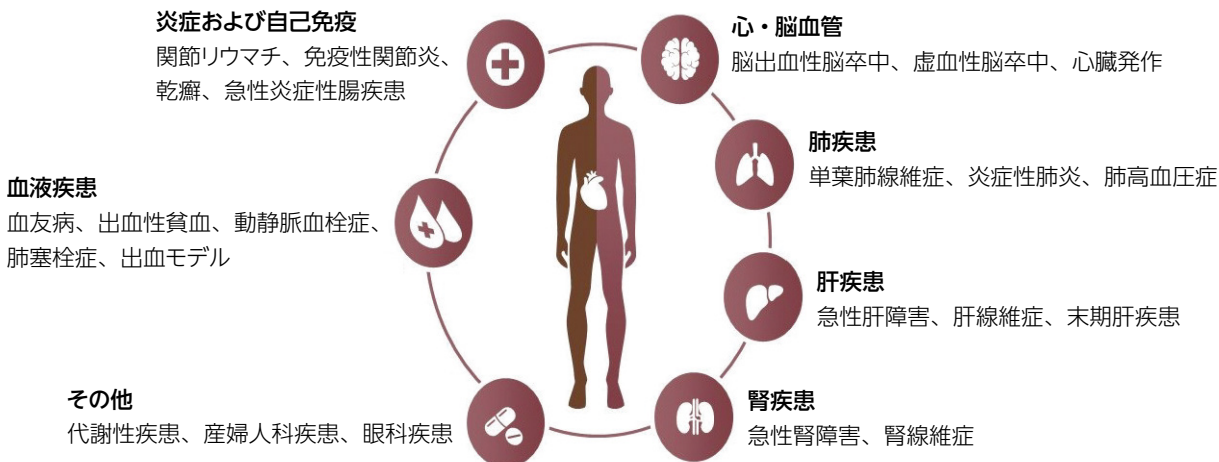 炎症および自己免疫
関節リウマチ、免疫性関節炎、
乾癬、急性炎症性腸疾患
心・脳血管
脳出血性脳卒中、虚血性脳卒中、心臓発作
肺疾患
単葉肺線維症、炎症性肺炎、肺高血圧症
血液疾患
血友病、出血性貧血、動静脈血栓症、
肺塞栓症、出血モデル
肝疾患
急性肝障害、肝線維症、末期肝疾患
その他
代謝性疾患、産婦人科疾患、眼科疾患
腎疾患
急性腎障害、腎線維症